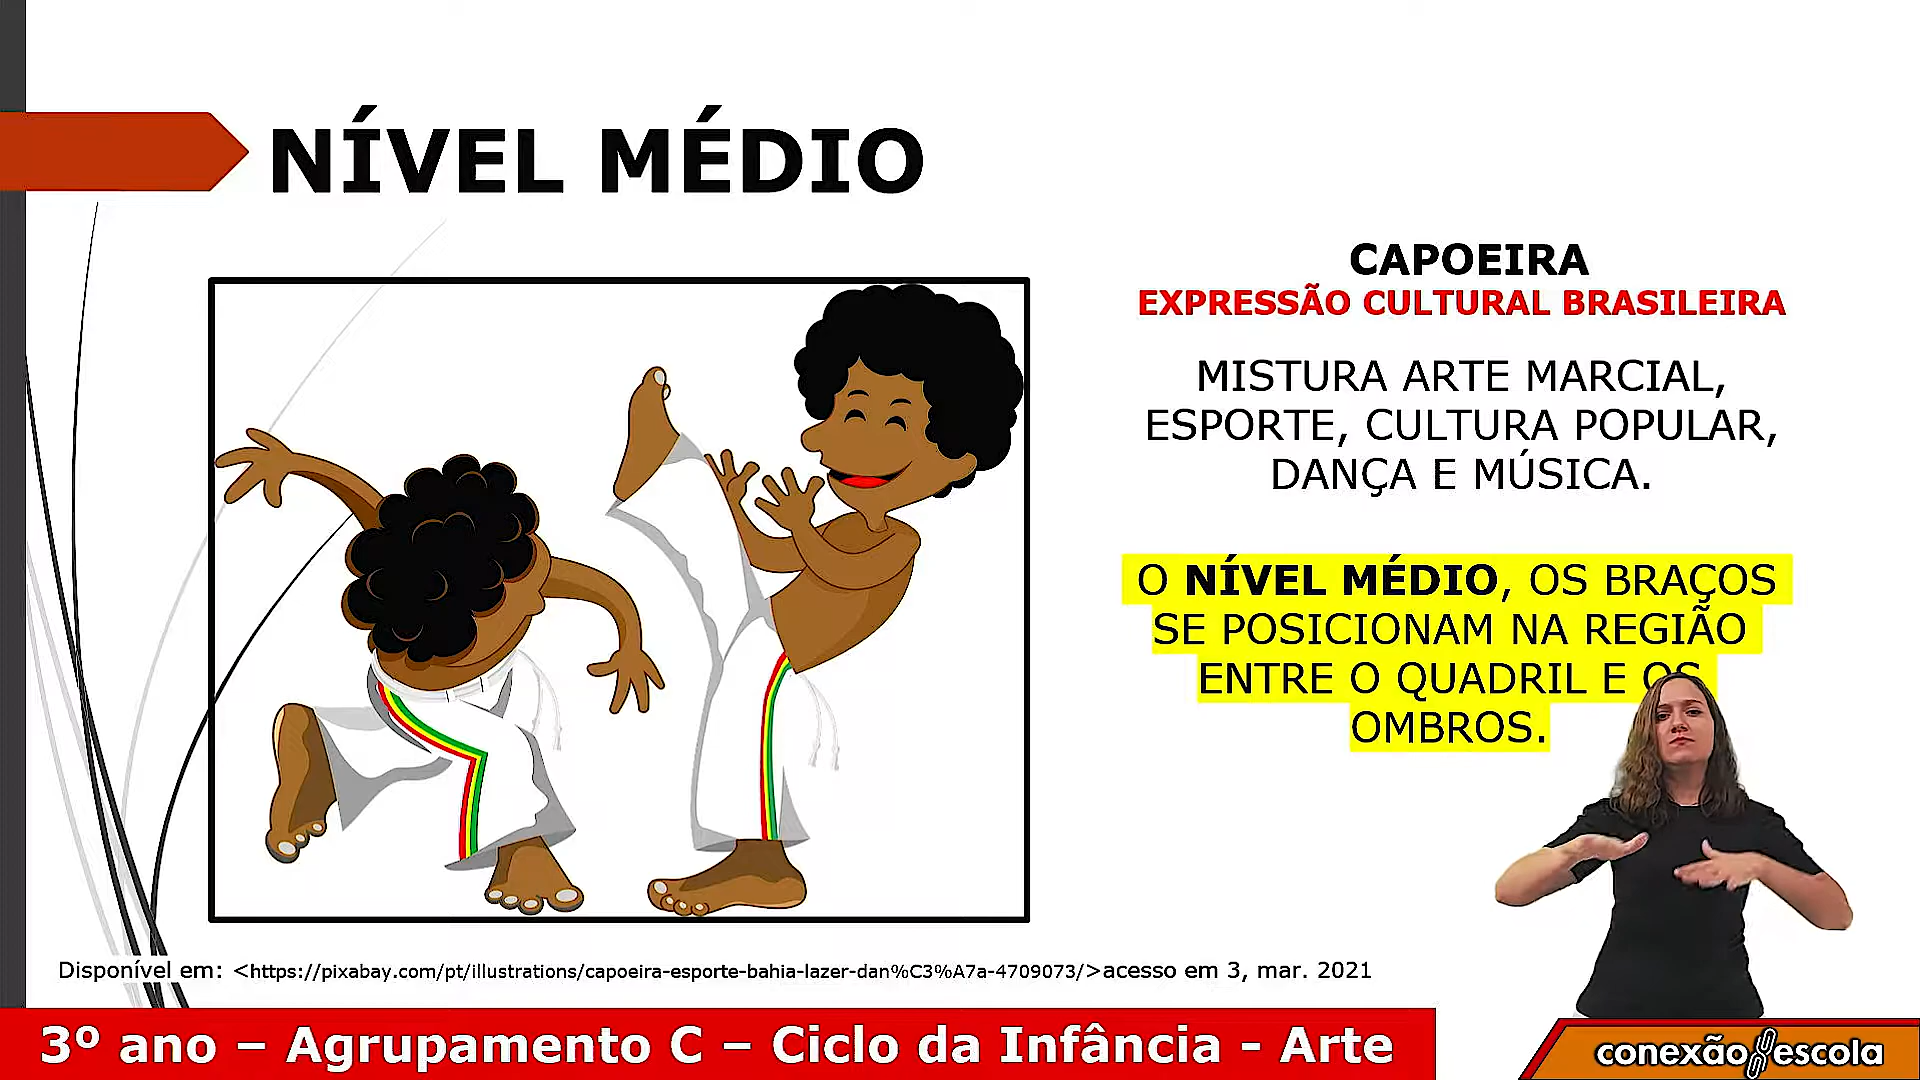 NÍVEL MÉDIO
CAPOEIRA
EXPRESSÃO CULTURAL BRASILEIRA
MISTURA ARTE MARCIAL,
ESPORTE, CULTURA POPULAR,
DANÇA E MÚSICA.
O NÍVEL MÉDIO, OS BRAÇOS
SE POSICIONAM NA REGIÃO
ENTRE O QUADRIL E OS
OMBROS.
Disponível em: <https://pixabay.com/pt/illustrations/capoeira-esporte-bahia-lazer-dan%C3%A7a-4709073/>acesso em 3, mar. 2021
3º ano – Agrupamento C – Ciclo da Infância - Arte
conexão escola